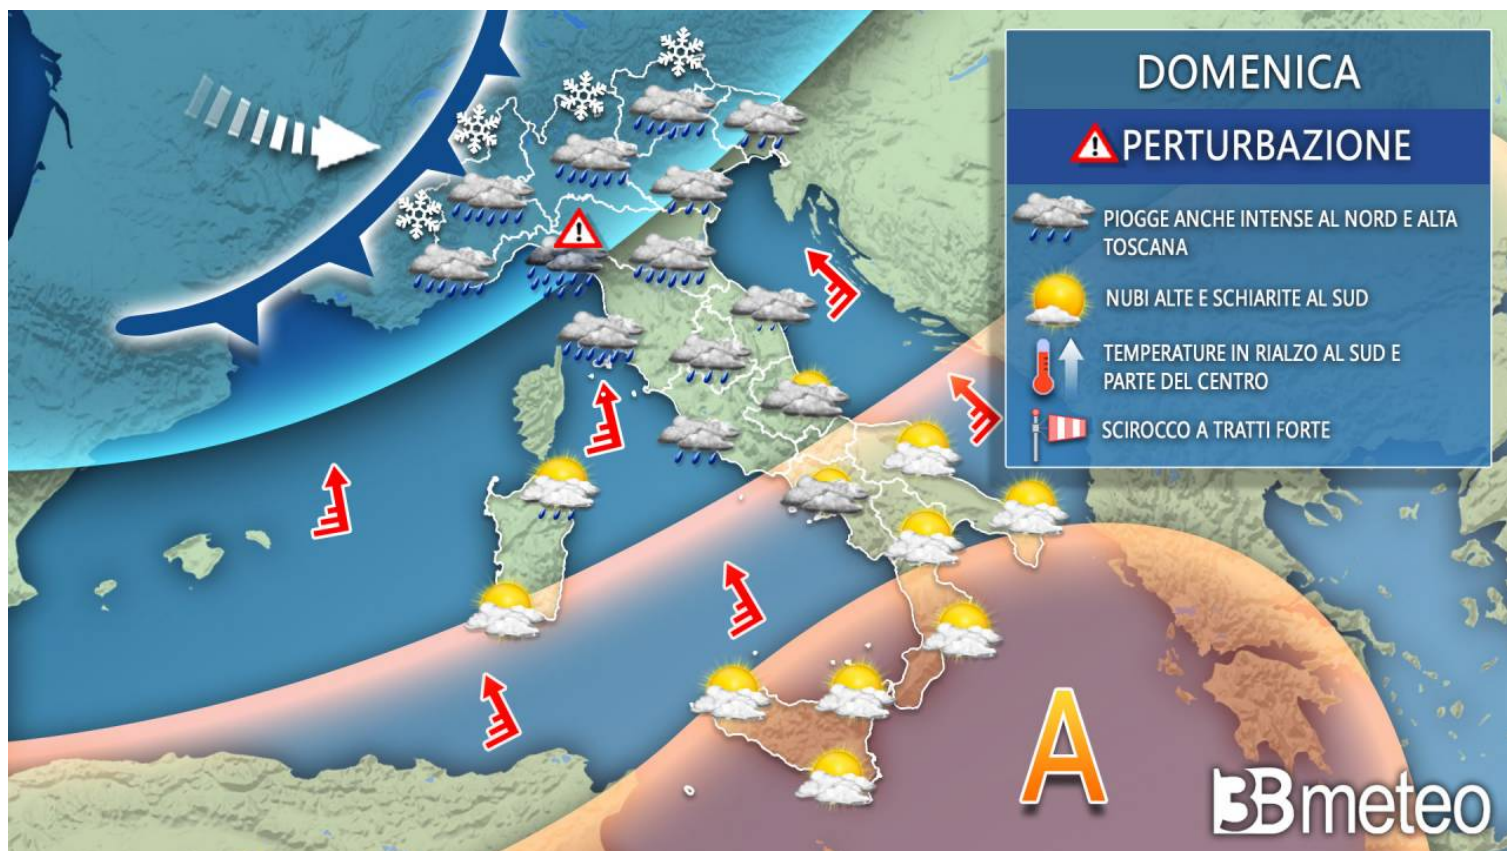 DOMENICA
PERTURBAZIONE
PIOGGE ANCHE INTENSE AL NORD E ALTA
TOSCANA
NUBI ALTE E SCHIARITE AL SUD
TEMPERATURE IN RIALZO AL SUD E
PARTE DEL CENTRO
SCIROCCO A TRATTI FORTE
A
3Bmeteo